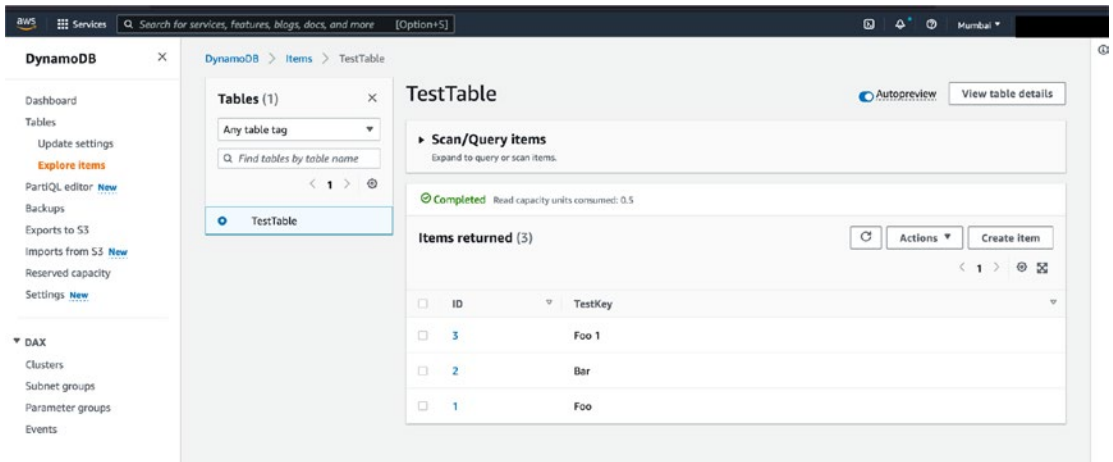 aws Services Search for services, features, blogs, docs, and more [Option+S] Mumbai
DynamoDB
Dashboard
Tables
Update settings
Explore items
PartiQL editor New
Backups
Exports to S3
Imports from S3 New
Reserved capacity
Settings New
DAX
Clusters
Subnet groups
Parameter groups
Events
DynamoDB > Items > TestTable
Tables (1)
Any table tag
Find tables by table name
1
TestTable
TestTable
Autopreview View table details
Scan/Query items
Expand to query or scan items.
Completed Read capacity units consumed: 0.5
Items returned (3)
Actions Create item
1
ID TestKey
3 Foo 1
2 Bar
1 Foo